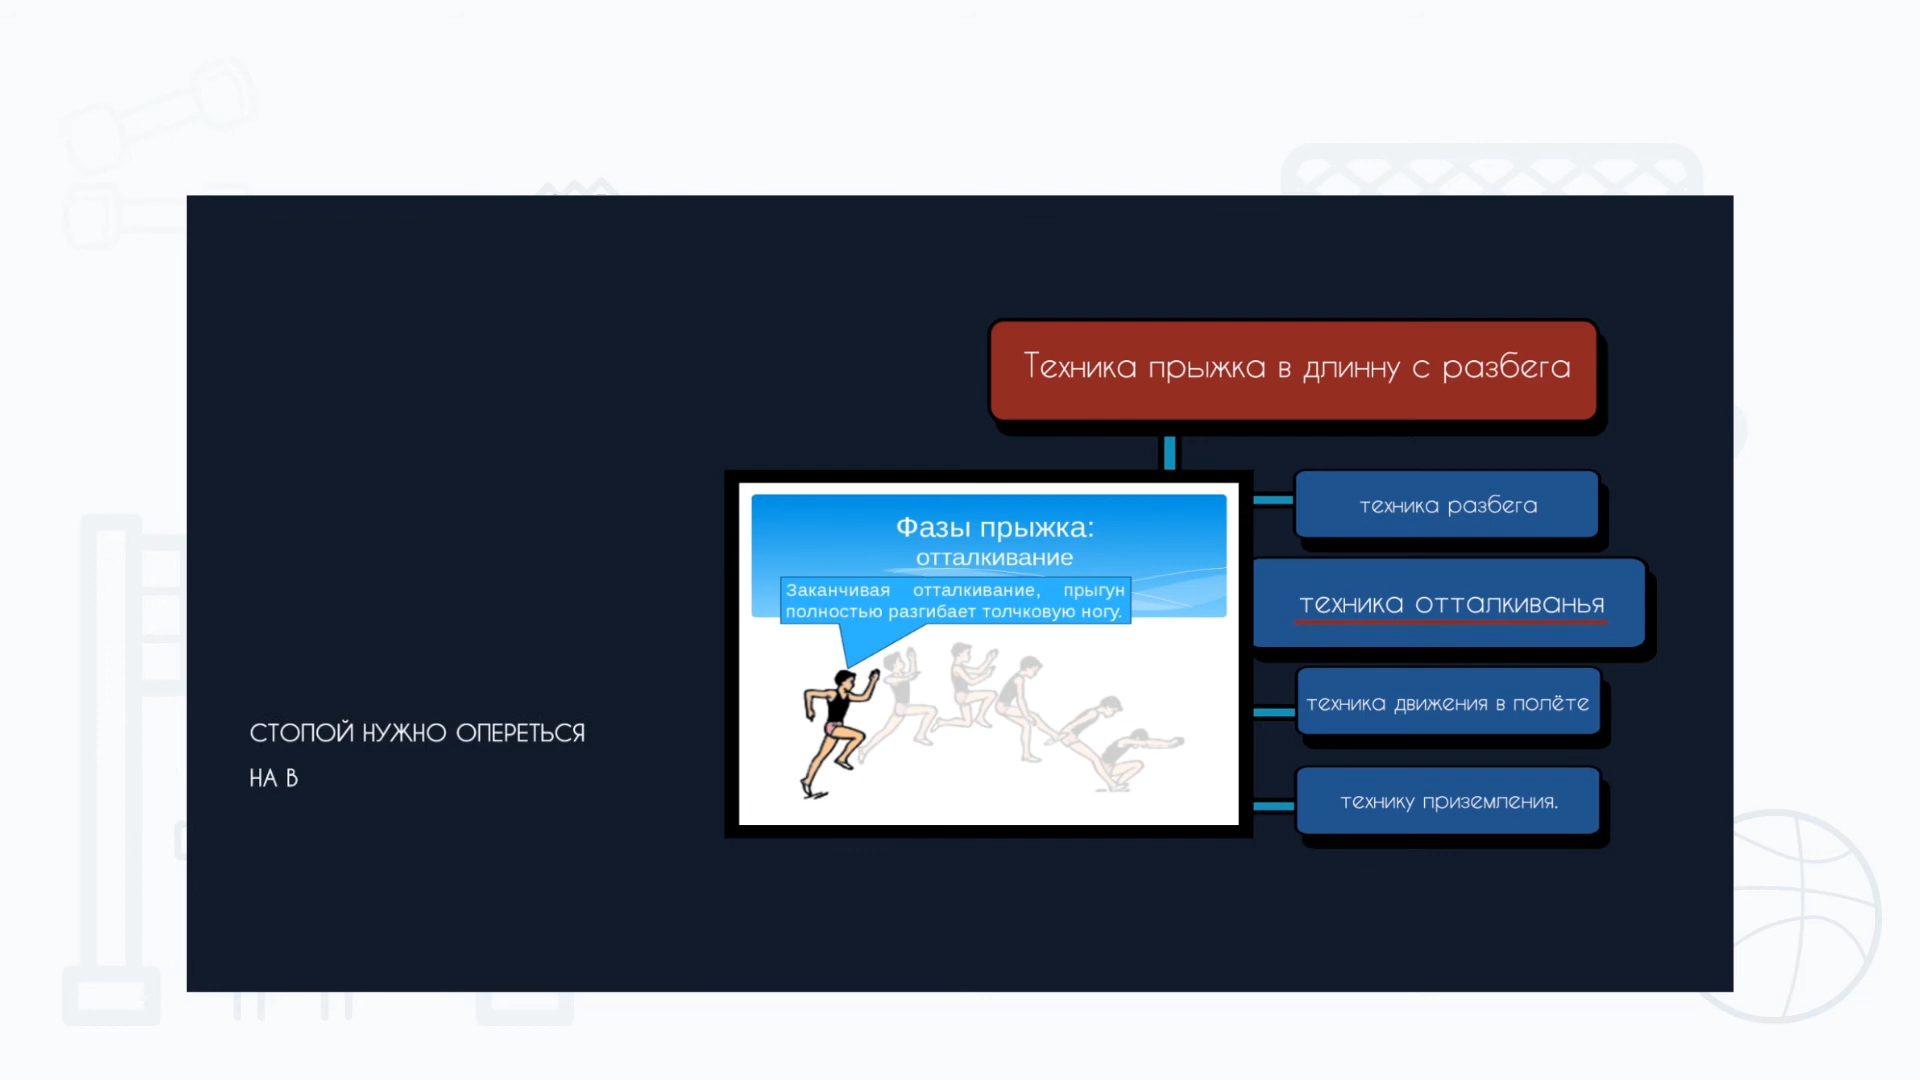 Техника прыжка в длинну с разбега
Фазы прыжка:
отталкивание
Заканчивая отталкивание, прыгун
полностью разгибает толчковую ногу.
техника разбега
техника отталкиванья
техника движения в полёте
технику приземления.
СТОПОЙ НУЖНО ОПЕРЕТЬСЯ
НА В